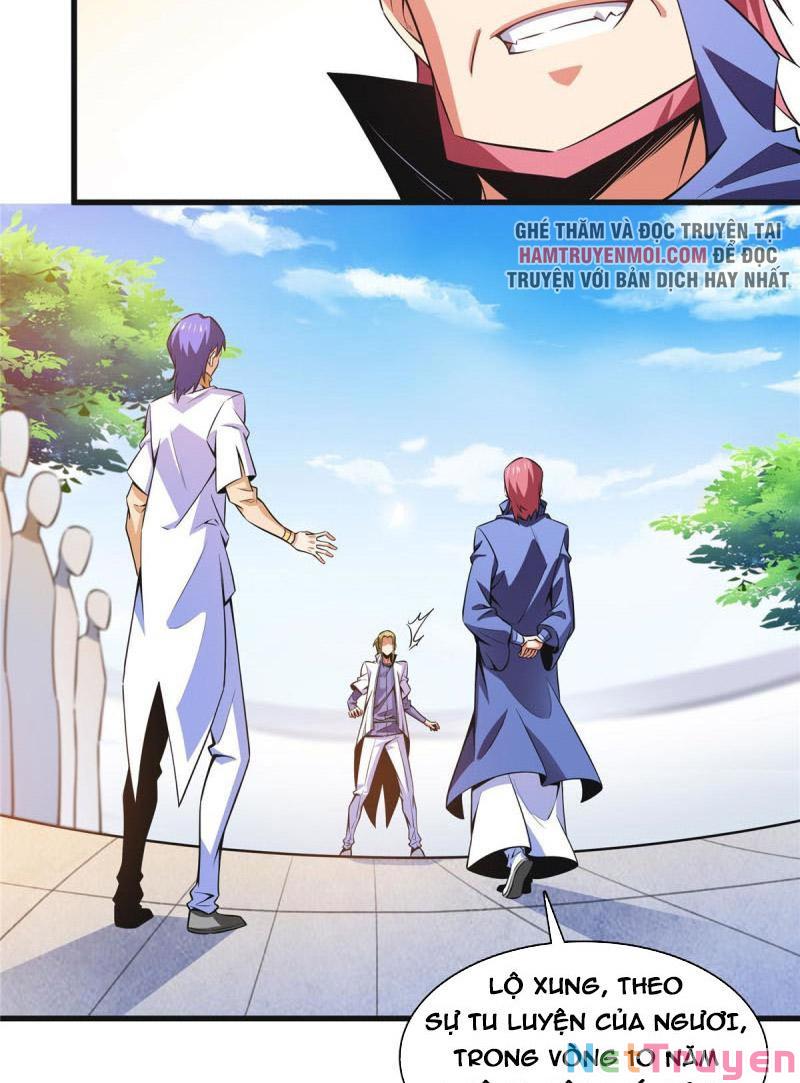 GHÉ THĂM VÀ ĐỌC TRUYỆN TẠI
HAMTRUYENMOI.COM ĐỂ ĐỌC
TRUYỆN VỚI BẢN DỊCH HAY NHẤT
LỘ XUNG, THEO
SỰ TU LUYỆN CỦA NGƯƠI,
TRONG VÒNG 10 NĂM
NetTruyen